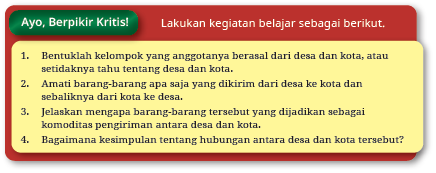 Ayo, Berpikir Kritis!
Lakukan kegiatan belajar sebagai berikut.
1. Bentuklah kelompok yang anggotanya berasal dari desa dan kota, atau
setidaknya tahu tentang desa dan kota.
2. Amati barang-barang apa saja yang dikirim dari desa ke kota dan
sebaliknya dari kota ke desa.
3. Jelaskan mengapa barang-barang tersebut yang dijadikan sebagai
komoditas pengiriman antara desa dan kota.
4. Bagaimana kesimpulan tentang hubungan antara desa dan kota tersebut?